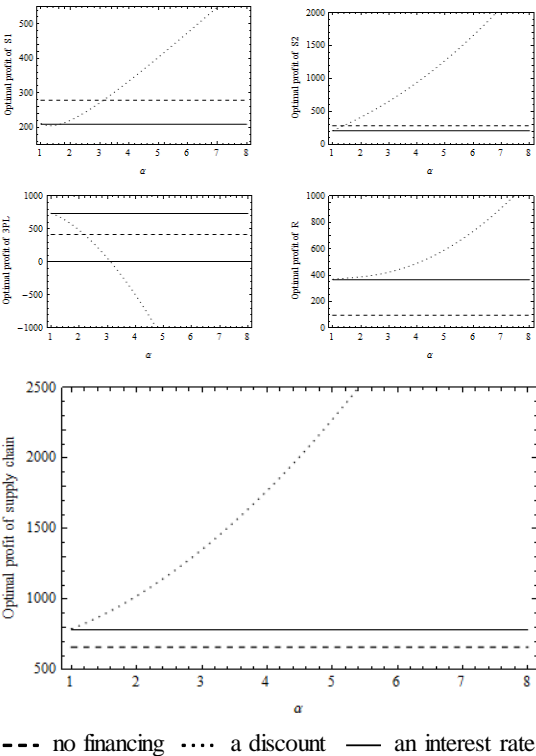 Optimal profit of S1
500
400
300
200
1 2 3 4 5 6 7 8
α
Optimal profit of S2
2000
1500
1000
500
0
1 2 3 4 5 6 7 8
α
Optimal profit of 3PL
1000
500
0
−500
−1000
1 2 3 4 5 6 7 8
α
Optimal profit of R
1000
800
600
400
200
0
1 2 3 4 5 6 7 8
α
Optimal profit of supply chain
2500
2000
1500
1000
500
1 2 3 4 5 6 7 8
α
no financing a discount an interest rate